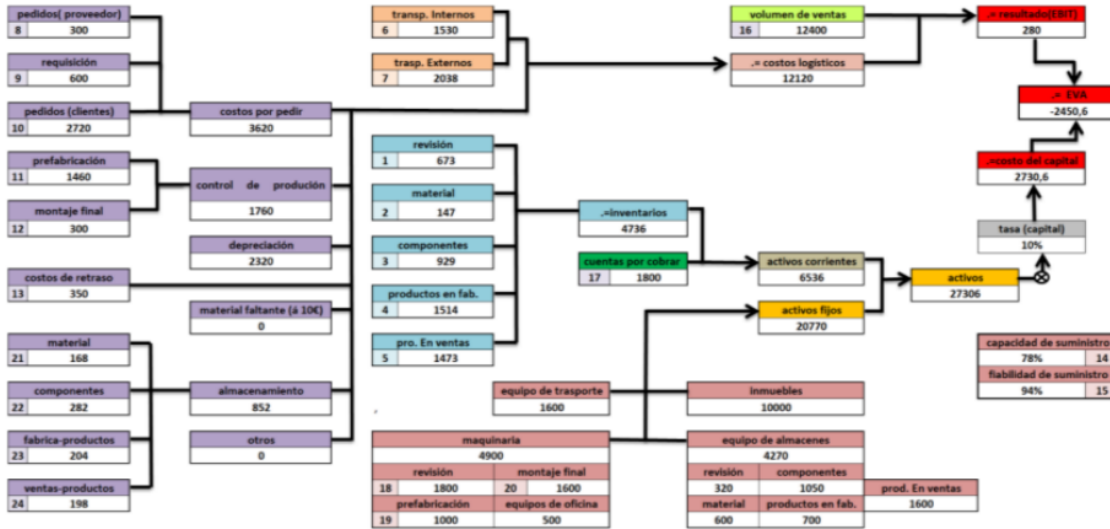 pedidos( proveedor)
8 300
requisición
9 600
pedidos (clientes)
10 2720
prefabricación
11 1460
montaje final
12 300
costos de retraso
13 350
material
21 168
componentes
22 282
fabrica-productos
23 204
ventas-productos
24 198
costos por pedir
3620
control de produción
1760
depreciación
2320
material faltante (á 10€)
0
almacenamiento
852
otros
0
transp. Internos
6 1530
trasp. Externos
7 2038
revisión
1 673
material
2 147
componentes
3 929
productos en fab.
4 1514
pro. En ventas
5 1473
.=inventarios
4736
cuentas por cobrar
17 1800
volumen de ventas
16 12400
.= costos logísticos
12120
.= resultado(EBIT)
280
.= EVA
-2450,6
.=costo del capital
2730,6
tasa (capital)
10%
activos corrientes
6536
activos fijos
20770
activos
27306
capacidad de suministro
78% 14
fiabilidad de suministro
94% 15
equipo de trasporte
1600
inmuebles
10000
maquinaria
4900
revisión montaje final
18 1800 20 1600
prefabricación equipos de oficina
19 1000 500
equipo de almacenes
4270
revisión componentes
320 1050
material productos en fab.
600 700
prod. En ventas
1600